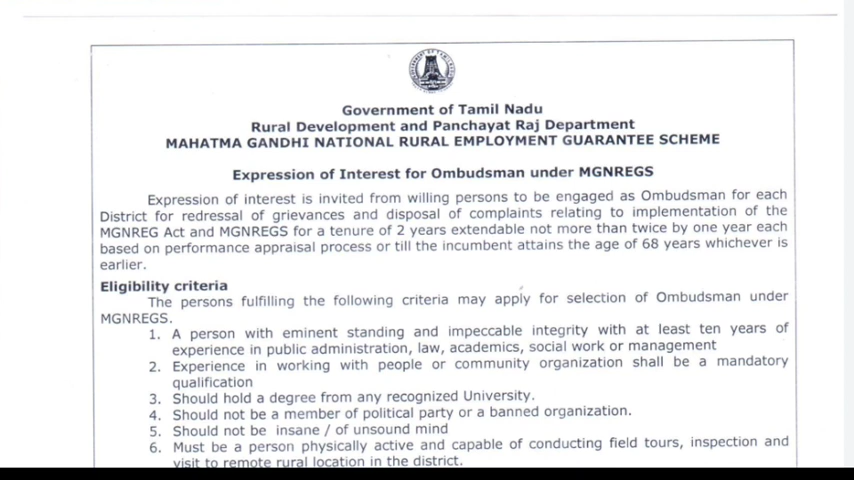 Government of Tamil Nadu
Rural Development and Panchayat Raj Department
MAHATMA GANDHI NATIONAL RURAL EMPLOYMENT GUARANTEE SCHEME
Expression of Interest for Ombudsman under MGNREGS
Expression of interest is invited from willing persons to be engaged as Ombudsman for each
District for redressal of grievances and disposal of complaints relating to implementation of the
MGNREG Act and MGNREGS for a tenure of 2 years extendable not more than twice by one year each
based on performance appraisal process or till the incumbent attains the age of 68 years whichever is
earlier.
Eligibility criteria
The persons fulfilling the following criteria may apply for selection of Ombudsman under
MGNREGS.
1. A person with eminent standing and impeccable integrity with at least ten years of
experience in public administration, law, academics, social work or management
2. Experience in working with people or community organization shall be a mandatory
qualification
3. Should hold a degree from any recognized University.
4. Should not be a member of political party or a banned organization.
5. Should not be insane / of unsound mind
6. Must be a person physically active and capable of conducting field tours, inspection and
visit to remote rural location in the district.